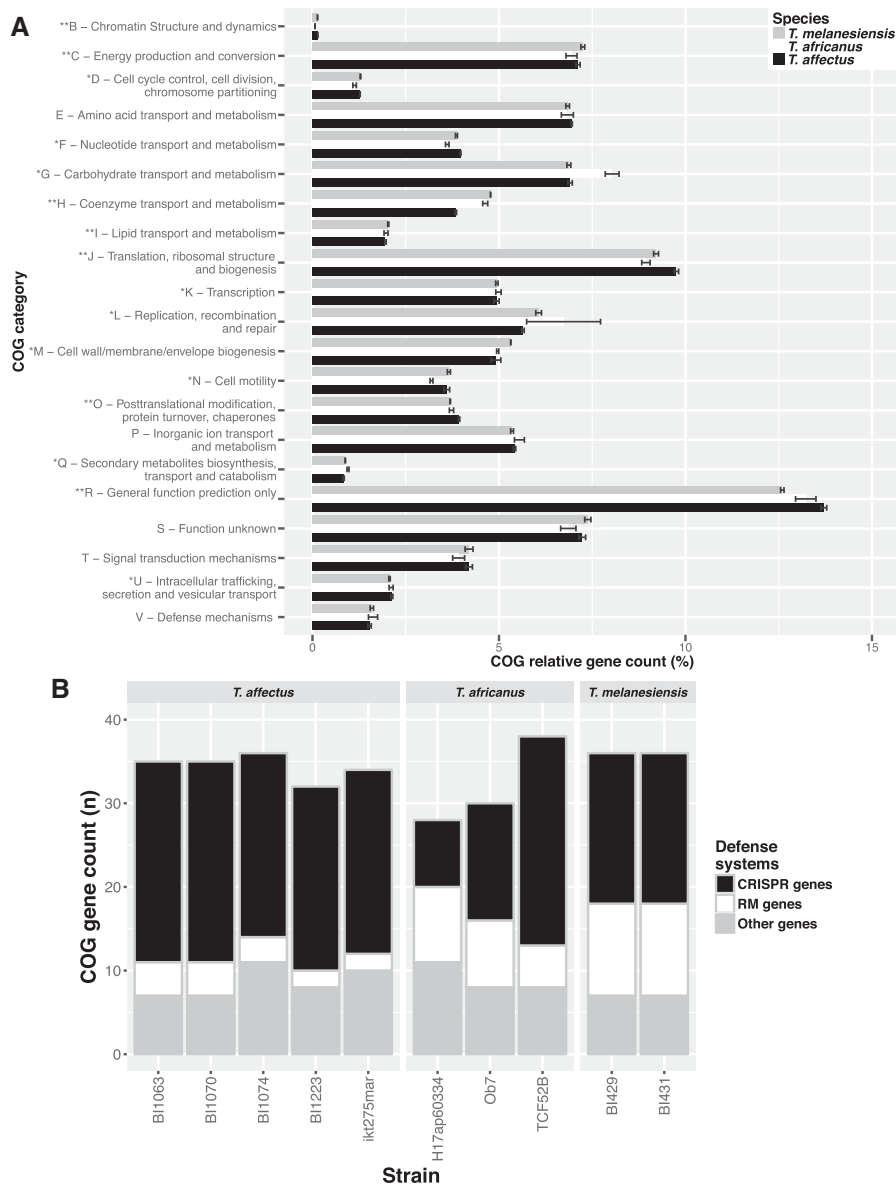 A
Species
T. melanesiensis
T. africanus
T. affectus
COG category
**B – Chromatin Structure and dynamics
**C – Energy production and conversion
*D – Cell cycle control, cell division,
chromosome partitioning
E – Amino acid transport and metabolism
*F – Nucleotide transport and metabolism
*G – Carbohydrate transport and metabolism
**H – Coenzyme transport and metabolism
**I – Lipid transport and metabolism
**J – Translation, ribosomal structure
and biogenesis
*K – Transcription
*L – Replication, recombination
and repair
*M – Cell wall/membrane/envelope biogenesis
*N – Cell motility
**O – Posttranslational modification,
protein turnover, chaperones
P – Inorganic ion transport
and metabolism
*Q – Secondary metabolites biosynthesis,
transport and catabolism
**R – General function prediction only
S – Function unknown
T – Signal transduction mechanisms
*U – Intracellular trafficking,
secretion and vesicular transport
V – Defense mechanisms
0 5 10 15
COG relative gene count (%)
B
T. affectus T. africanus T. melanesiensis
COG gene count (n)
40
30
20
10
0
Defense
systems
CRISPR genes
RM genes
Other genes
BI1063 BI1070 BI1074 BI1223 ikt275mar H17ap60334 Ob7 TCF52B BI429 BI431
Strain